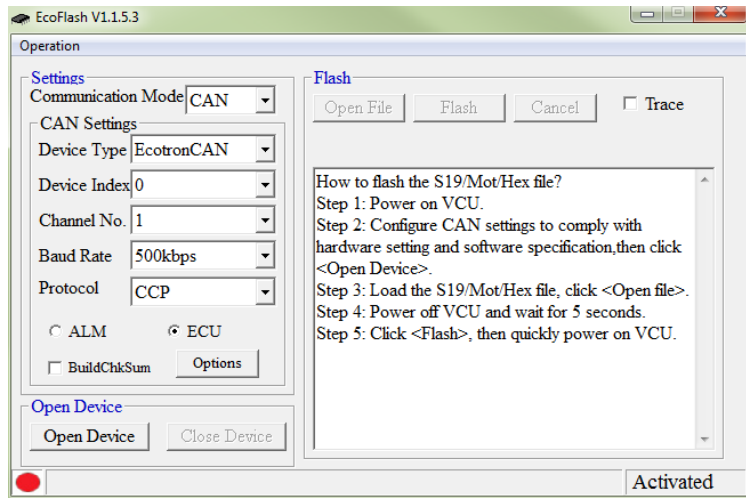 EcoFlash V1.1.5.3
Operation
Settings
Communication Mode CAN
CAN Settings
Device Type EcotronCAN
Device Index 0
Channel No. 1
Baud Rate 500kbps
Protocol CCP
ALM ECU
BuildChkSum Options
Open Device
Open Device Close Device
Flash
Open File Flash Cancel Trace
How to flash the S19/Mot/Hex file?
Step 1: Power on VCU.
Step 2: Configure CAN settings to comply with
hardware setting and software specification,then click
<Open Device>.
Step 3: Load the S19/Mot/Hex file, click <Open file>.
Step 4: Power off VCU and wait for 5 seconds.
Step 5: Click <Flash>, then quickly power on VCU.
Activated